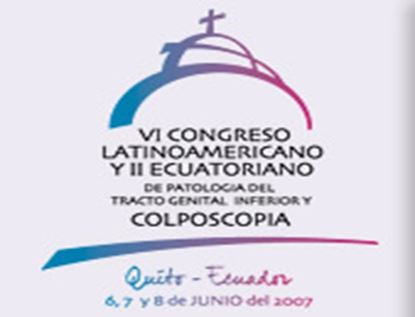 VI CONGRESO
LATINOAMERICANO
Y II ECUATORIANO
DE PATOLOGIA DEL
TRACTO GENITAL INFERIOR Y
COLPOSCOPIA
Quito - Ecuador
6, 7 y 8 de JUNIO del 2007